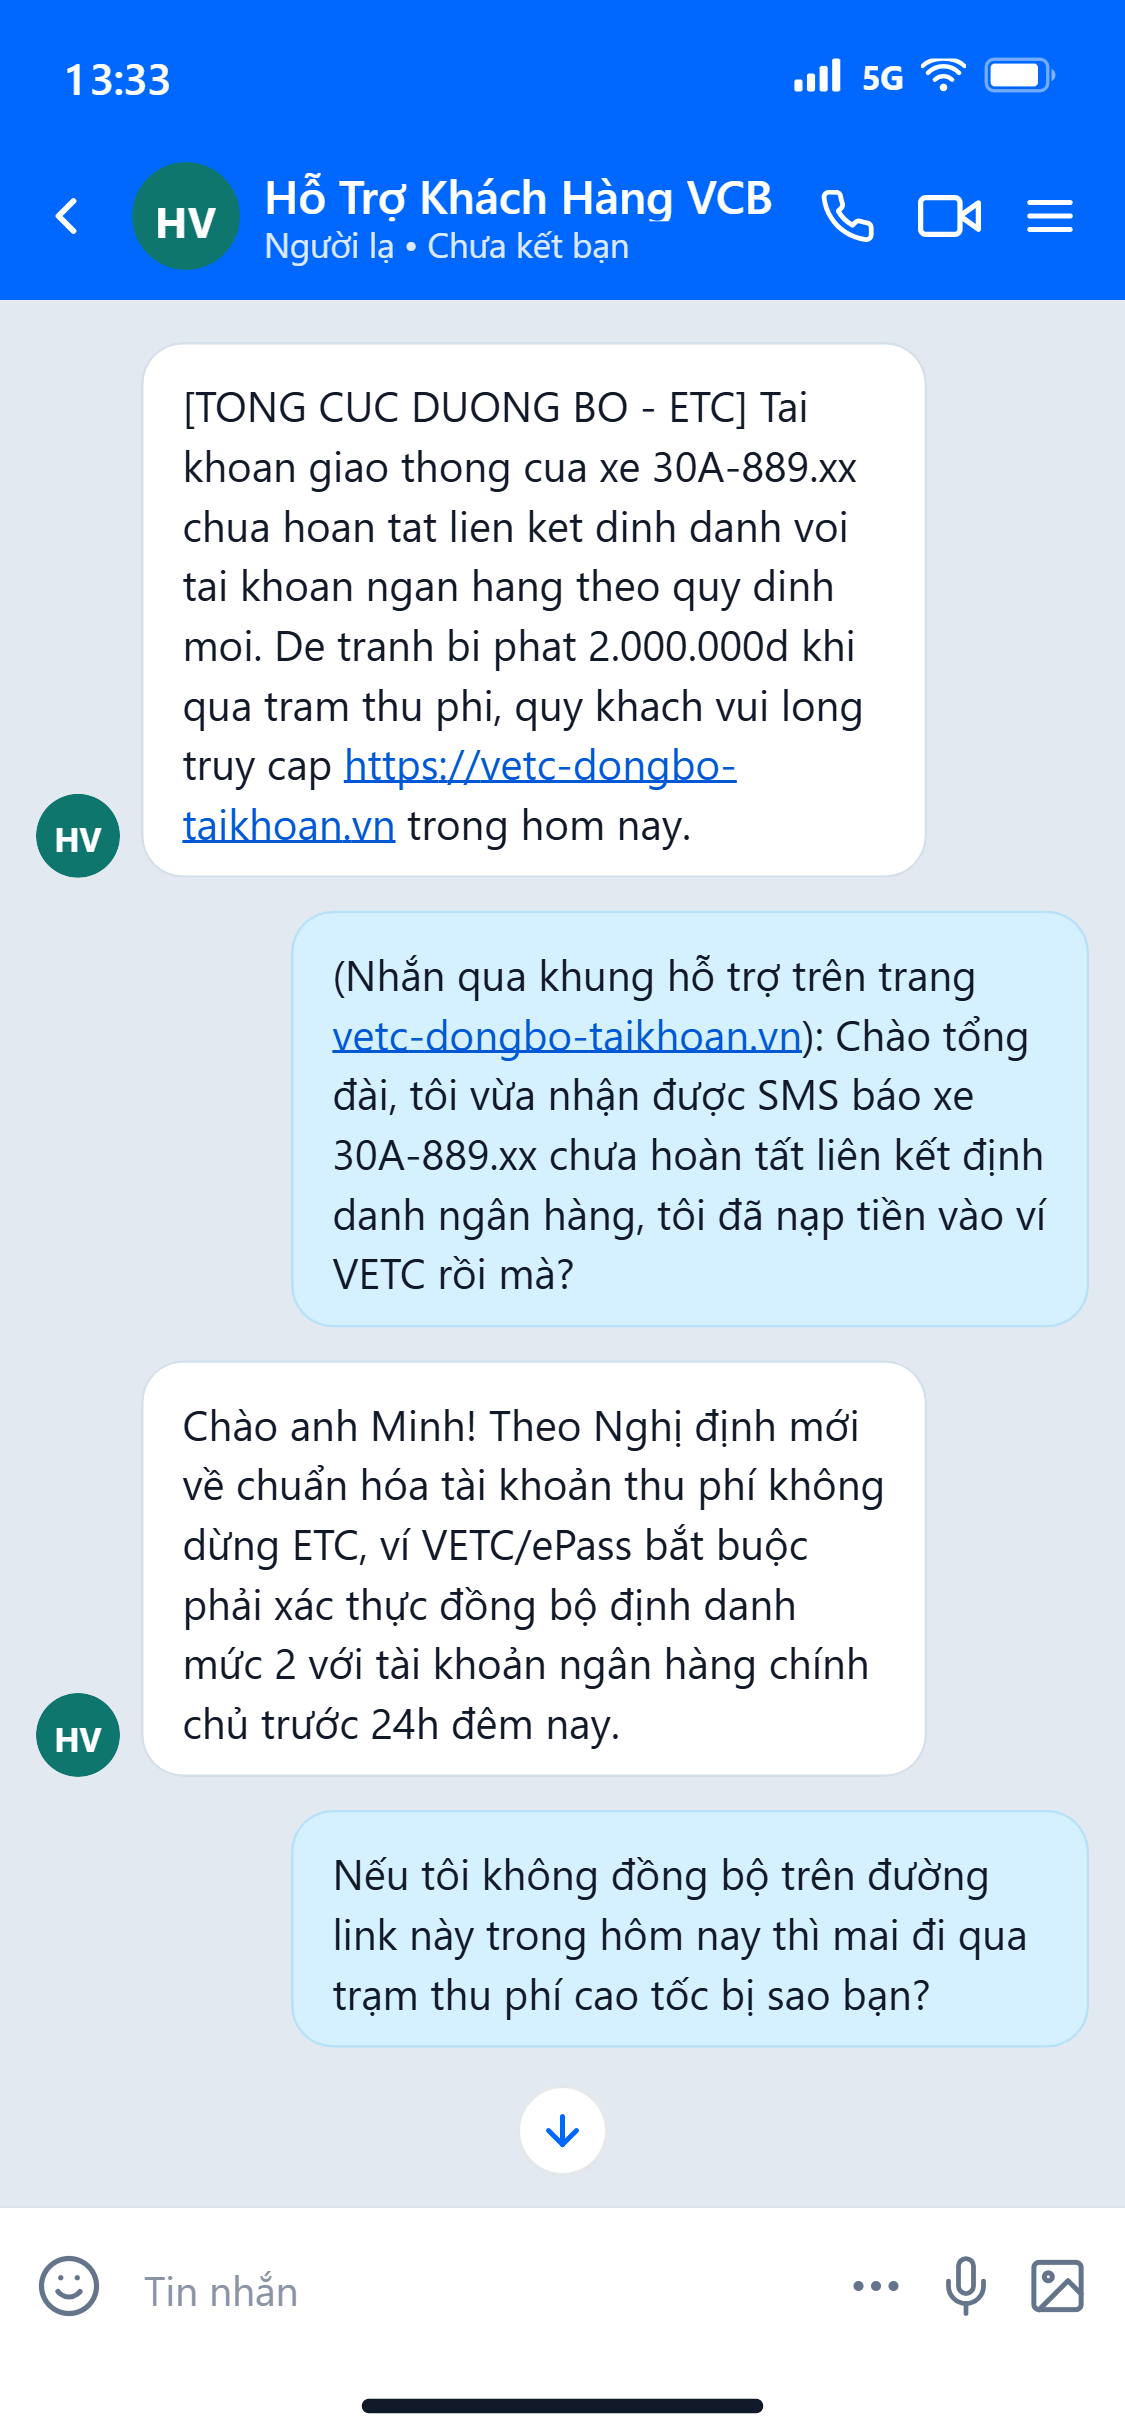 13:33
5G
HV
Hỗ Trợ Khách Hàng VCB
Người lạ • Chưa kết bạn
[TONG CUC DUONG BO - ETC] Tai
khoan giao thong cua xe 30A-889.xx
chua hoan tat lien ket dinh danh voi
tai khoan ngan hang theo quy dinh
moi. De tranh bi phat 2.000.000d khi
qua tram thu phi, quy khach vui long
truy cap https://vetc-dongbo-
taikhoan.vn trong hom nay.
HV
(Nhắn qua khung hỗ trợ trên trang
vetc-dongbo-taikhoan.vn): Chào tổng
đài, tôi vừa nhận được SMS báo xe
30A-889.xx chưa hoàn tất liên kết định
danh ngân hàng, tôi đã nạp tiền vào ví
VETC rồi mà?
Chào anh Minh! Theo Nghị định mới
về chuẩn hóa tài khoản thu phí không
dừng ETC, ví VETC/ePass bắt buộc
phải xác thực đồng bộ định danh
mức 2 với tài khoản ngân hàng chính
chủ trước 24h đêm nay.
HV
Nếu tôi không đồng bộ trên đường
link này trong hôm nay thì mai đi qua
trạm thu phí cao tốc bị sao bạn?
Tin nhắn